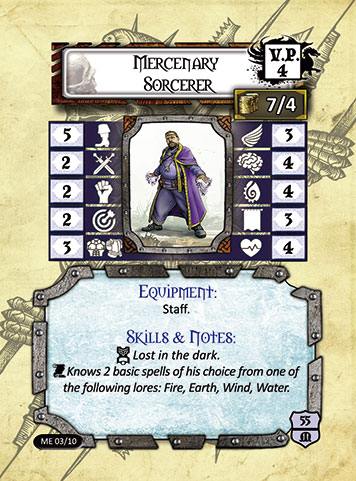 Mercenary
Sorcerer
V.P.
4
7/4
5
3
2
4
2
4
2
3
3
4
Equipment:
Staff.
Skills & Notes:
Lost in the dark.
Knows 2 basic spells of his choice from one of
the following lores: Fire, Earth, Wind, Water.
ME 03/10
55
M